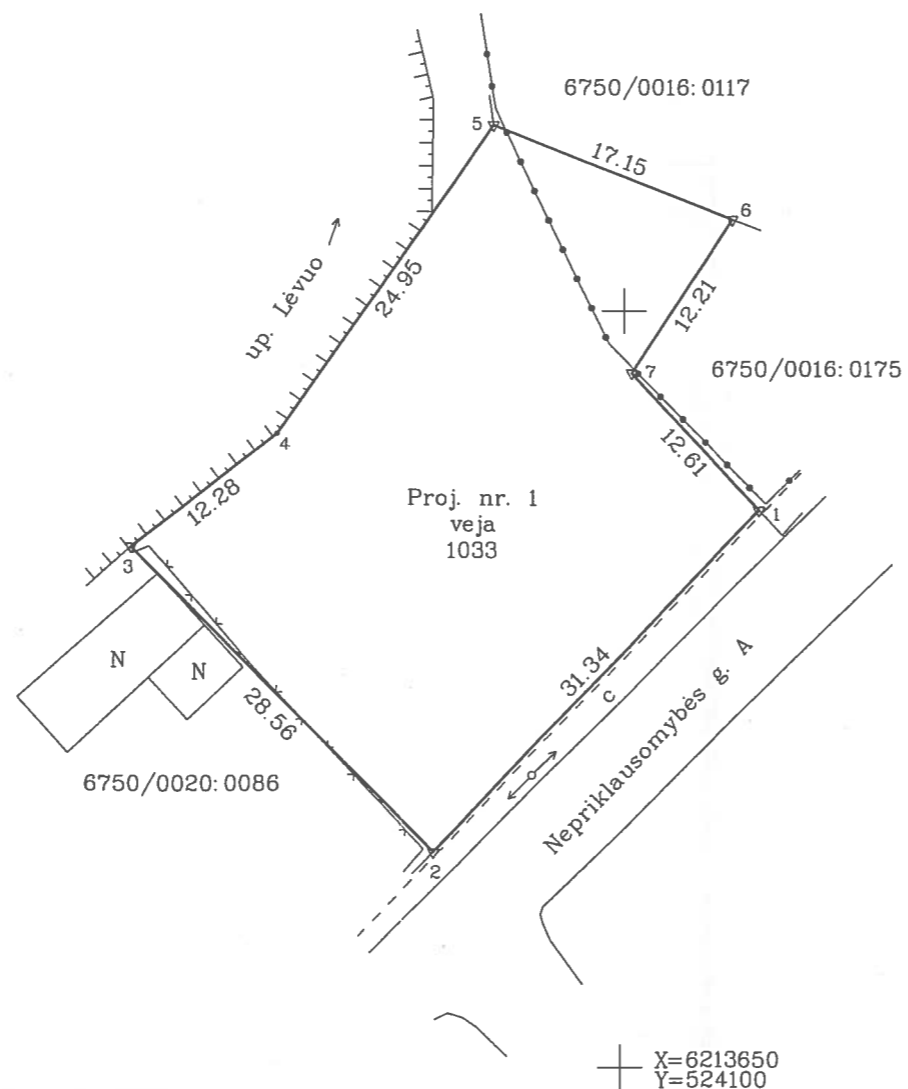 6750/0016:0117
5
17.15
6
up. Lėvuo
24.95
12.21
7
6750/0016:0175
4
12.61
12.28
Proj. nr. 1
veja
1033
1
3
N
N
31.34
c
Nepriklausomybės g. A
28.56
6750/0020:0086
2
X=6213650
Y=524100